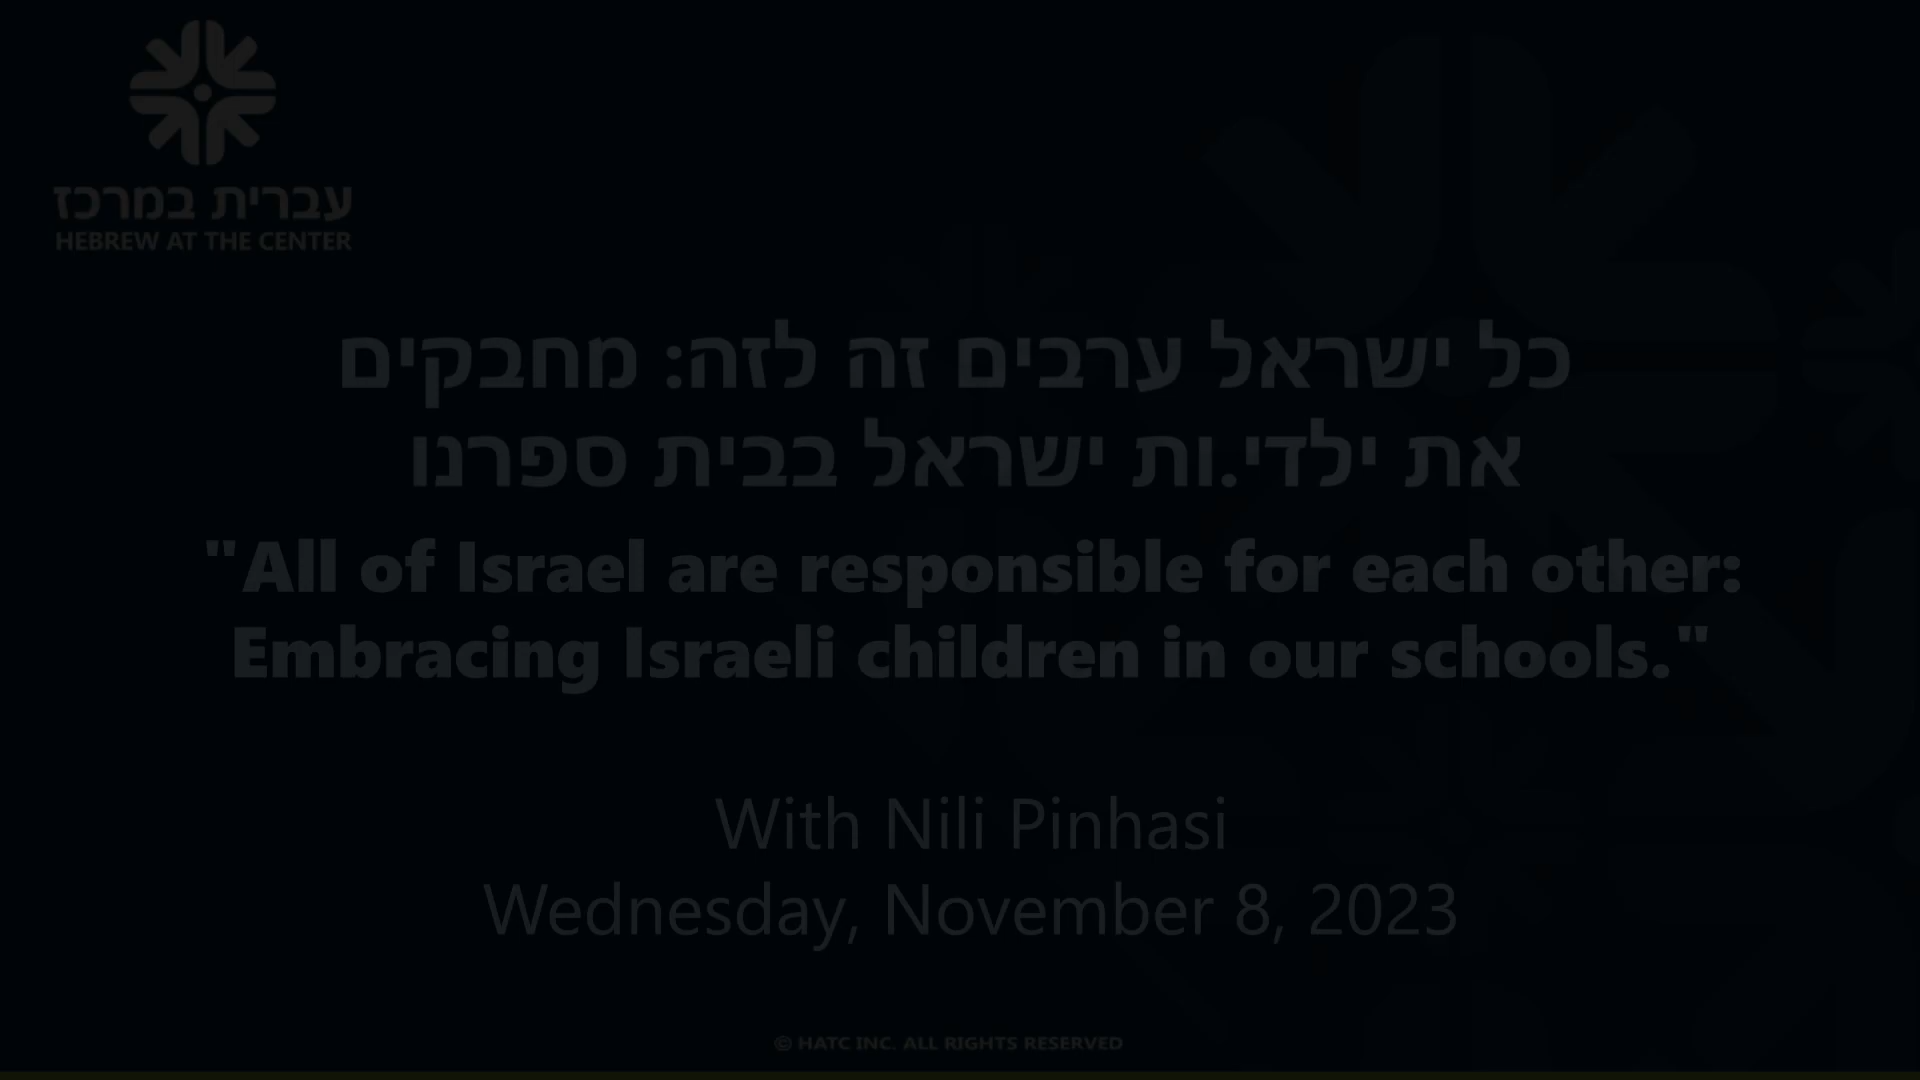 עברית במרכז
HEBREW AT THE CENTER
כל ישראל ערבים זה לזה: מחבקים
את ילדי.ות ישראל בבית ספרנו
"All of Israel are responsible for each other:
Embracing Israeli children in our schools."
With Nili Pinhasi
Wednesday, November 8, 2023
© HATC INC. ALL RIGHTS RESERVED